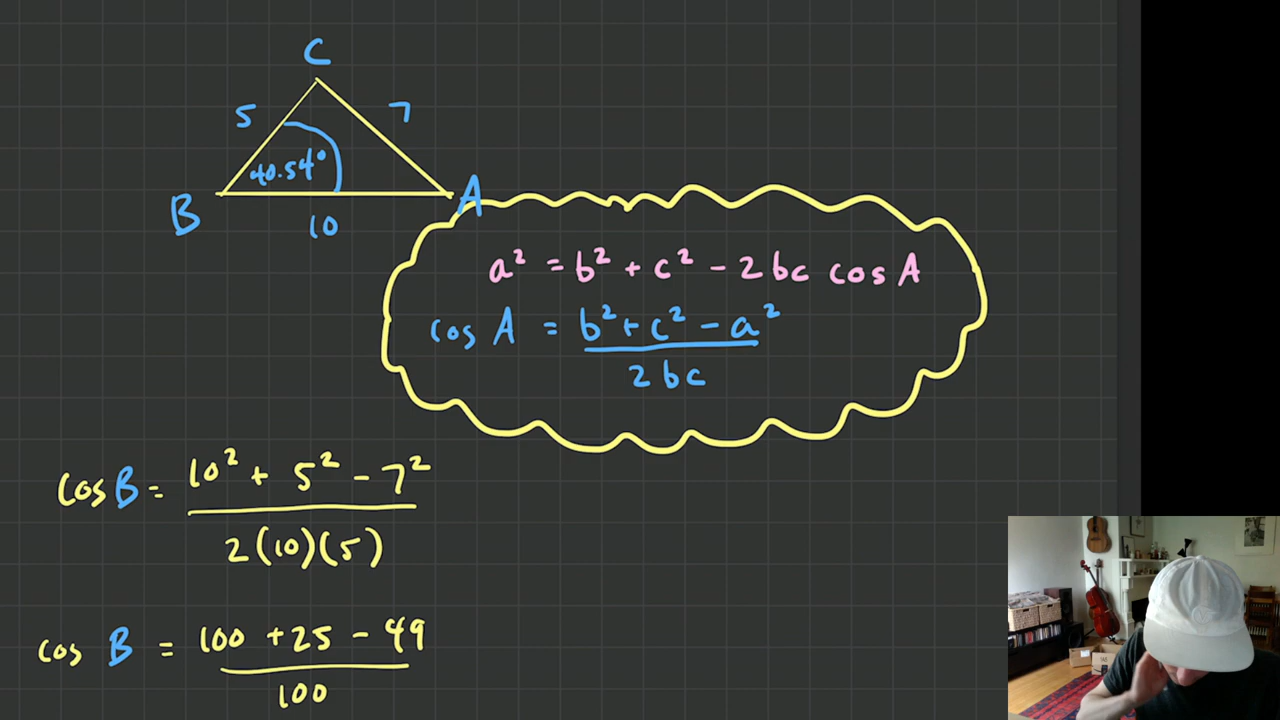 C
5
7
40.54°
B
A
10
a² = b² + c² - 2bc cos A
cos A = b² + c² - a²
2bc
cos B = 10² + 5² - 7²
2(10)(5)
cos B = 100 + 25 - 49
100